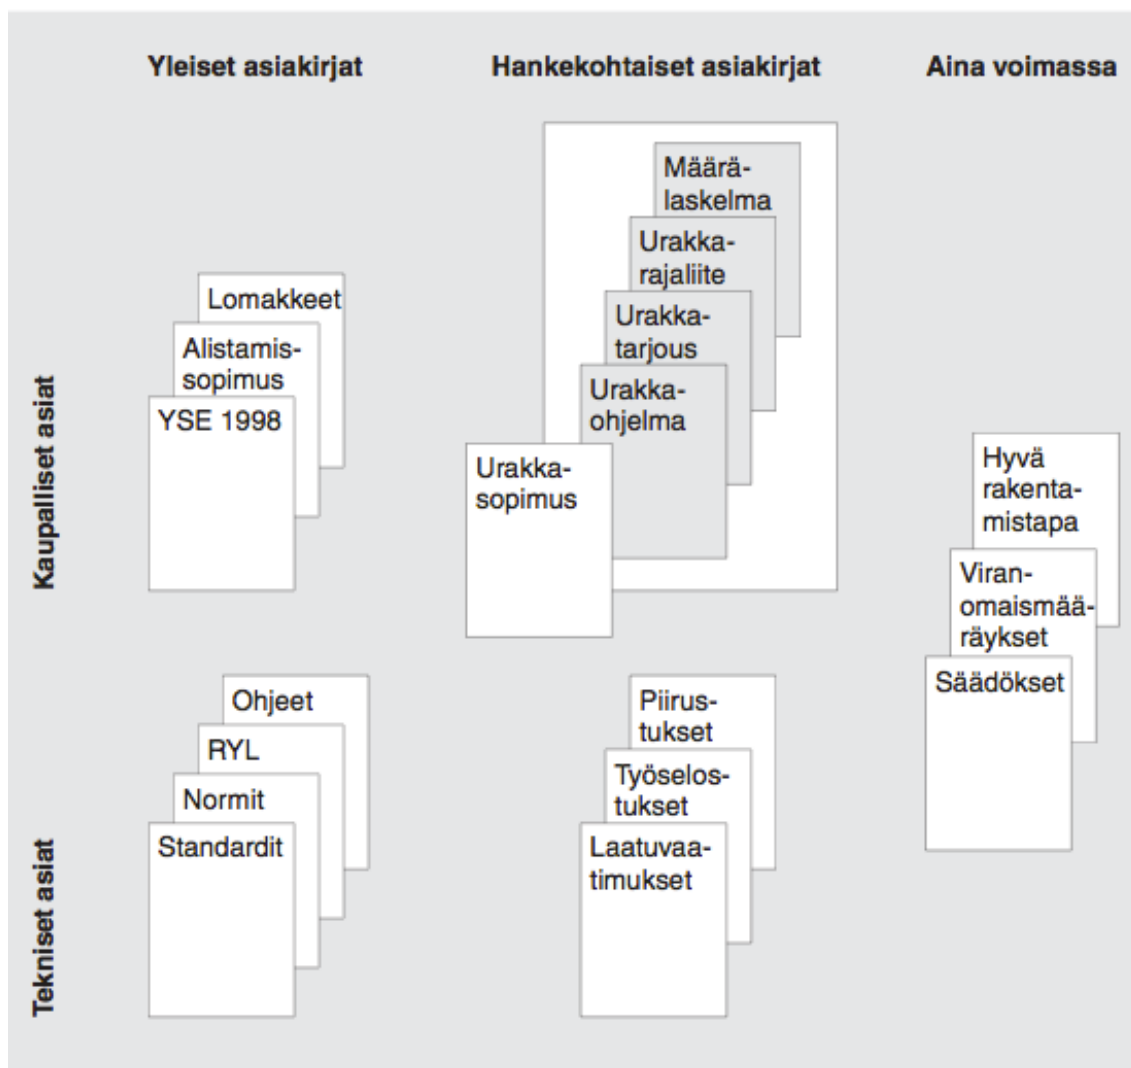 Yleiset asiakirjat
Hankekohtaiset asiakirjat
Aina voimassa
Kaupalliset asiat
Lomakkeet
Alistamis-
sopimus
YSE 1998
Määrä-
laskelma
Urakka-
rajaliite
Urakka-
tarjous
Urakka-
ohjelma
Urakka-
sopimus
Hyvä
rakenta-
mistapa
Viran-
omaismää-
räykset
Säädökset
Tekniset asiat
Ohjeet
RYL
Normit
Standardit
Piirus-
tukset
Työselos-
tukset
Laatuvaa-
timukset